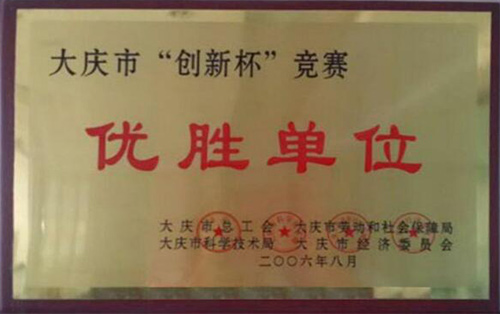 大庆市“创新杯”竞赛
优胜单位
大庆市总工会 大庆市劳动和社会保障局
大庆市科学技术局 大庆市经济委员会
二〇〇六年八月